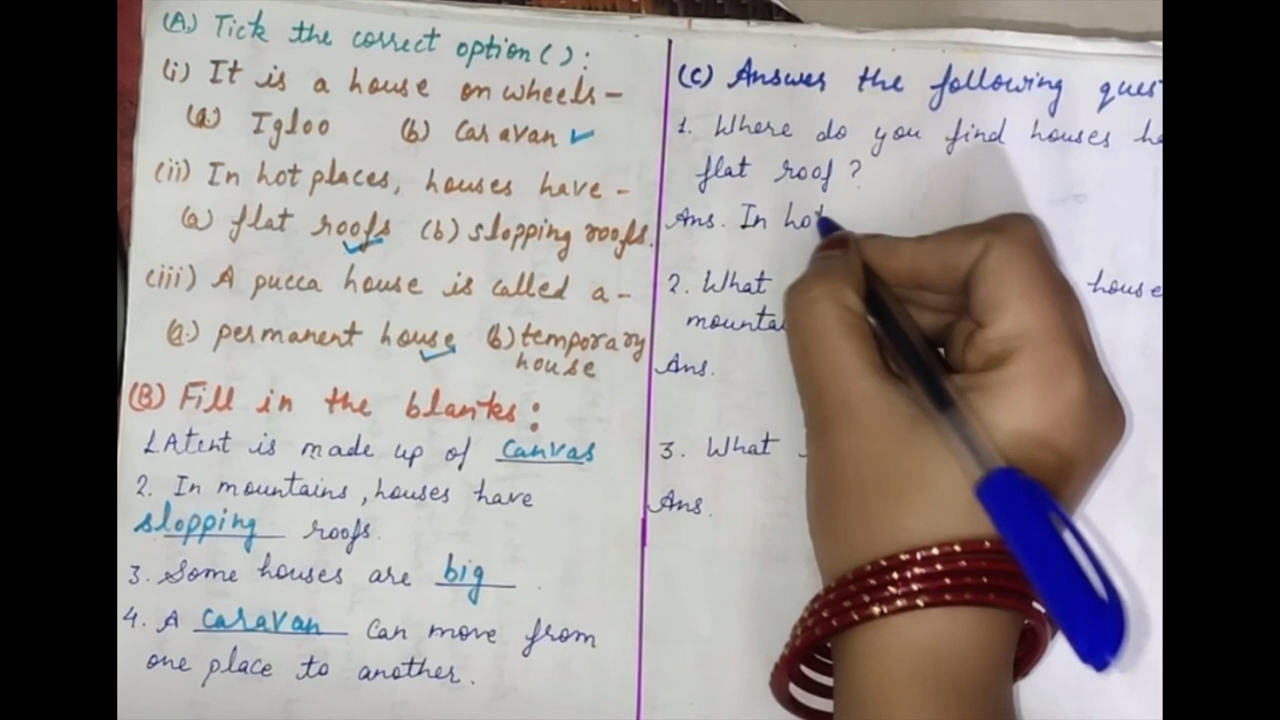 (A) Tick the correct option ( ) :
(i) It is a house on wheels -
(a) Igloo (b) Caravan ✓
(ii) In hot places, houses have -
(a) flat roofs ✓ (b) slopping roofs.
(iii) A pucca house is called a -
(a.) permanent house ✓ (b) temporary
house
(B) Fill in the blanks :
1. A tent is made up of canvas
2. In mountains, houses have
slopping roofs.
3. Some houses are big .
4. A caravan can move from
one place to another.
(C) Answer the following ques
1. Where do you find houses
flat roof ?
Ans. In hot
2. What house
Ans.
3. What
Ans.